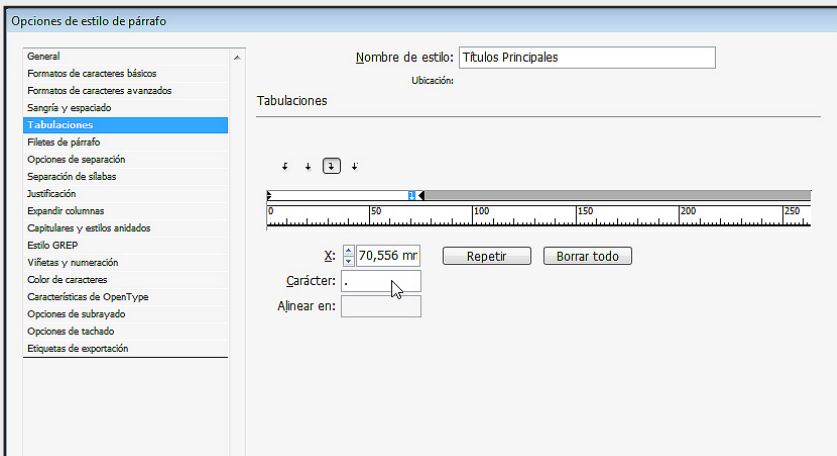 Opciones de estilo de párrafo
General
Formatos de caracteres básicos
Formatos de caracteres avanzados
Sangría y espaciado
Tabulaciones
Filetes de párrafo
Opciones de separación
Separación de sílabas
Justificación
Expandir columnas
Capitulares y estilos anidados
Estilo GREP
Viñetas y numeración
Color de caracteres
Características de OpenType
Opciones de subrayado
Opciones de tachado
Etiquetas de exportación
Nombre de estilo: Títulos Principales
Ubicación:
Tabulaciones
0 50 100 150 200 250
X: 70,556 mm Repetir Borrar todo
Carácter: .
Alinear en: